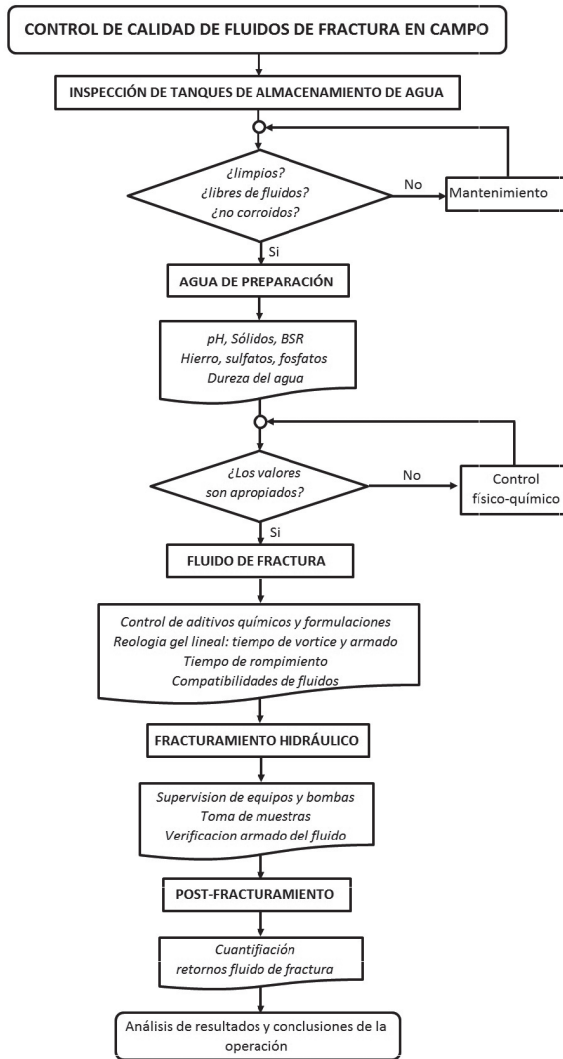 CONTROL DE CALIDAD DE FLUIDOS DE FRACTURA EN CAMPO
INSPECCIÓN DE TANQUES DE ALMACENAMIENTO DE AGUA
¿limpios?
¿libres de fluidos?
¿no corroidos?
No
Mantenimiento
Si
AGUA DE PREPARACIÓN
pH, Sólidos, BSR
Hierro, sulfatos, fosfatos
Dureza del agua
¿Los valores
son apropiados?
No
Control
físico-químico
Si
FLUIDO DE FRACTURA
Control de aditivos químicos y formulaciones
Reologia gel lineal: tiempo de vortice y armado
Tiempo de rompimiento
Compatibilidades de fluidos
FRACTURAMIENTO HIDRÁULICO
Supervision de equipos y bombas
Toma de muestras
Verificacion armado del fluido
POST-FRACTURAMIENTO
Cuantifiación
retornos fluido de fractura
Análisis de resultados y conclusiones de la
operación